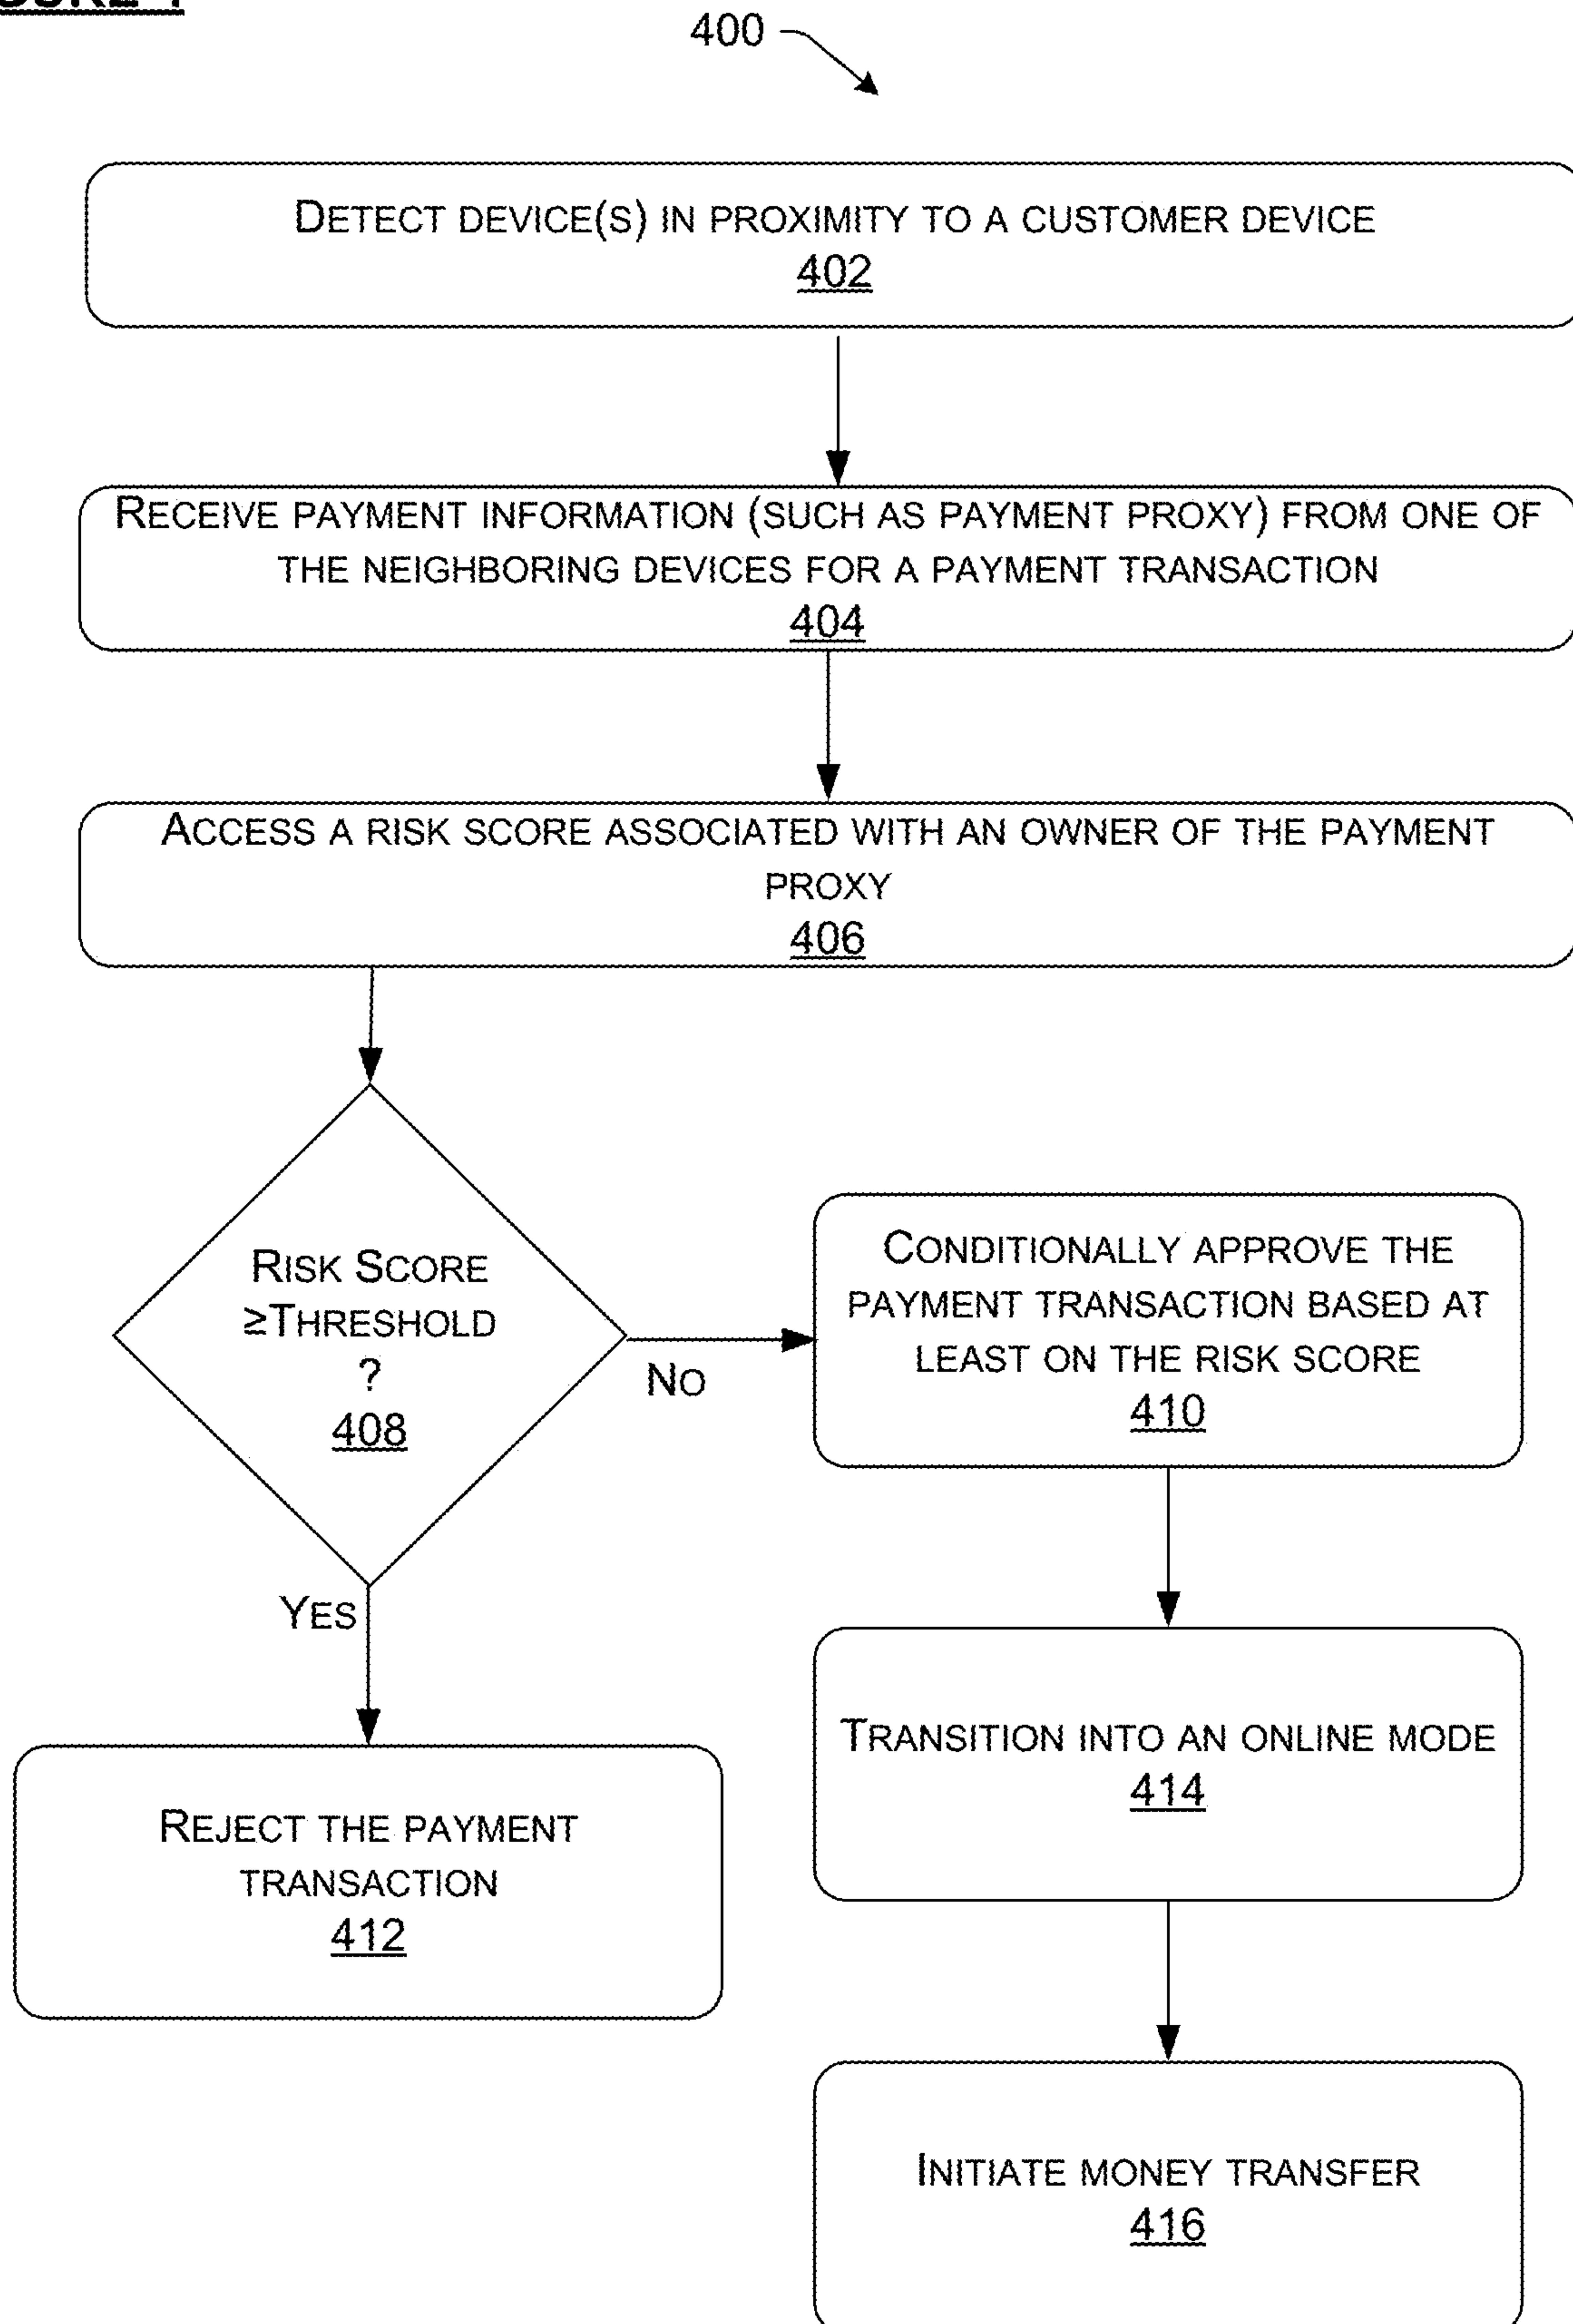 400
DETECT DEVICE(S) IN PROXIMITY TO A CUSTOMER DEVICE
402
RECEIVE PAYMENT INFORMATION (SUCH AS PAYMENT PROXY) FROM ONE OF
THE NEIGHBORING DEVICES FOR A PAYMENT TRANSACTION
404
ACCESS A RISK SCORE ASSOCIATED WITH AN OWNER OF THE PAYMENT
PROXY
406
RISK SCORE
≥THRESHOLD
?
408
NO
CONDITIONALLY APPROVE THE
PAYMENT TRANSACTION BASED AT
LEAST ON THE RISK SCORE
410
YES
REJECT THE PAYMENT
TRANSACTION
412
TRANSITION INTO AN ONLINE MODE
414
INITIATE MONEY TRANSFER
416